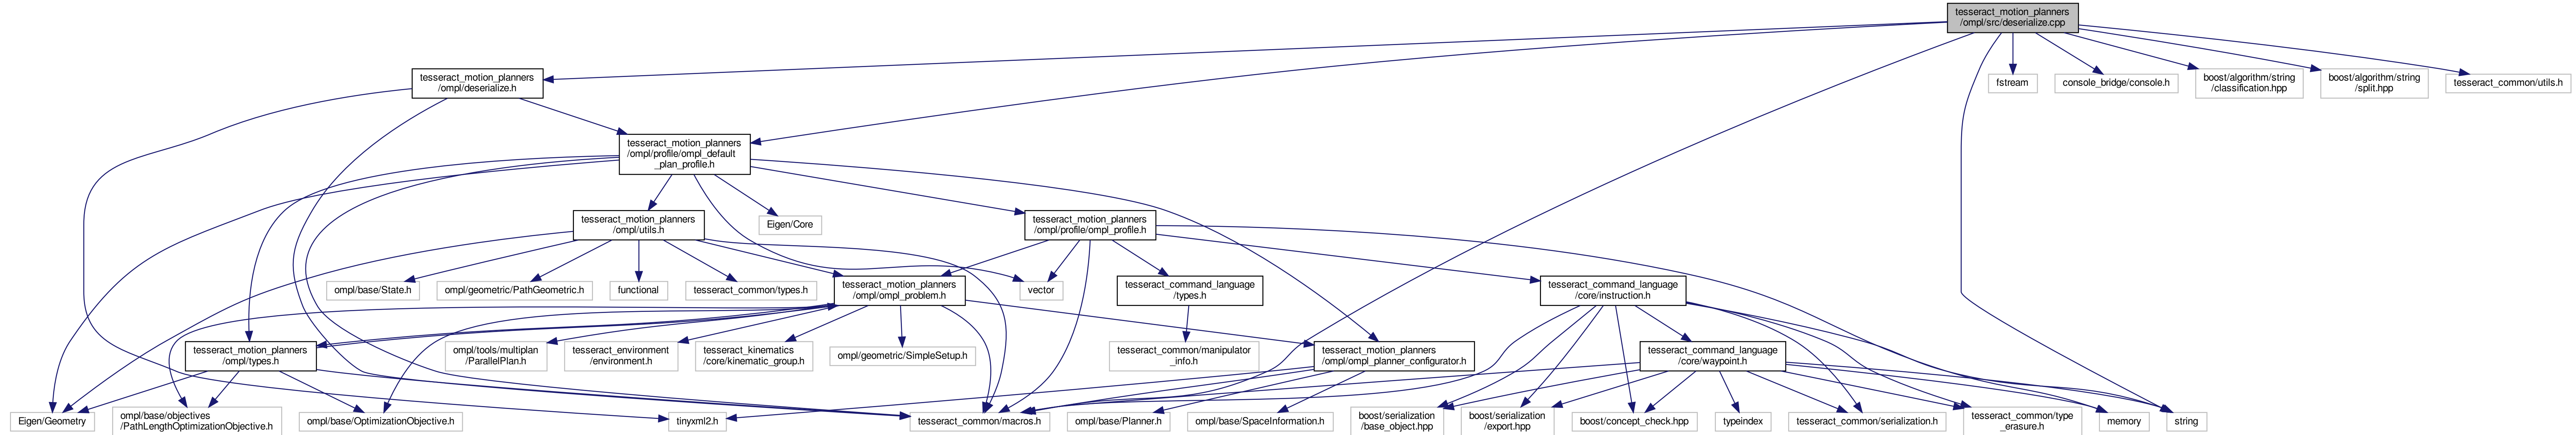 tesseract_motion_planners
/ompl/src/deserialize.cpp
tesseract_motion_planners
/ompl/deserialize.h
fstream
console_bridge/console.h
boost/algorithm/string
/classification.hpp
boost/algorithm/string
/split.hpp
tesseract_common/utils.h
tesseract_motion_planners
/ompl/profile/ompl_default
_plan_profile.h
tesseract_motion_planners
/ompl/utils.h
Eigen/Core
tesseract_motion_planners
/ompl/profile/ompl_profile.h
ompl/base/State.h
ompl/geometric/PathGeometric.h
functional
tesseract_common/types.h
tesseract_motion_planners
/ompl/ompl_problem.h
vector
tesseract_command_language
/types.h
tesseract_command_language
/core/instruction.h
tesseract_motion_planners
/ompl/types.h
ompl/tools/multiplan
/ParallelPlan.h
tesseract_environment
/environment.h
tesseract_kinematics
/core/kinematic_group.h
ompl/geometric/SimpleSetup.h
tesseract_common/manipulator
_info.h
tesseract_motion_planners
/ompl/ompl_planner_configurator.h
tesseract_command_language
/core/waypoint.h
Eigen/Geometry
ompl/base/objectives
/PathLengthOptimizationObjective.h
ompl/base/OptimizationObjective.h
tinyxml2.h
tesseract_common/macros.h
ompl/base/Planner.h
ompl/base/SpaceInformation.h
boost/serialization
/base_object.hpp
boost/serialization
/export.hpp
boost/concept_check.hpp
typeindex
tesseract_common/serialization.h
tesseract_common/type
_erasure.h
memory
string